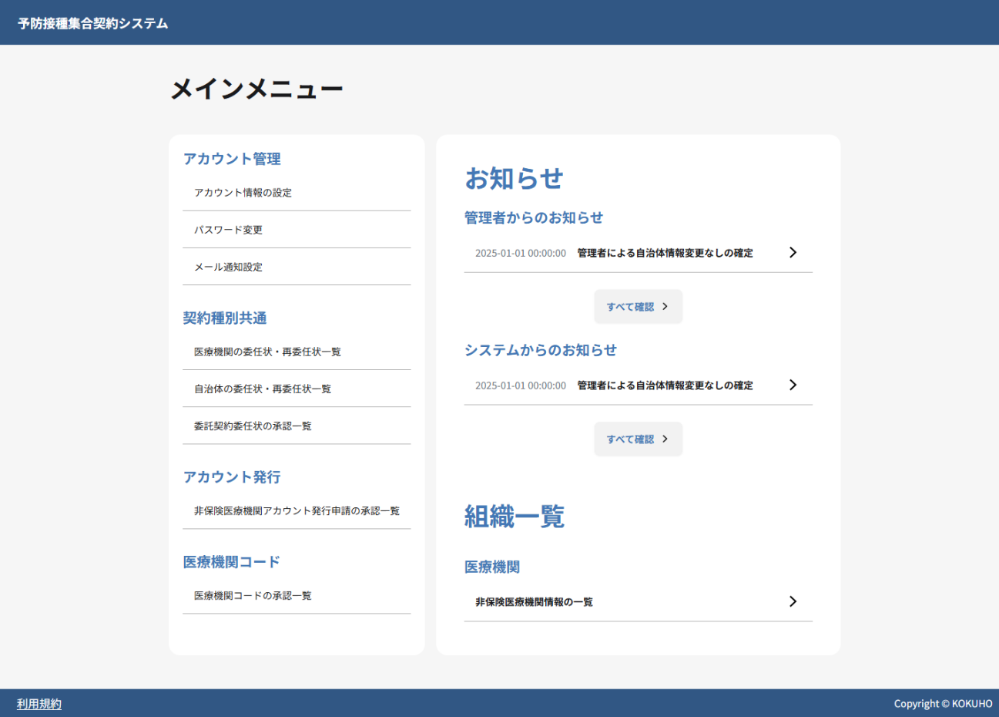 予防接種集合契約システム
メインメニュー
アカウント管理
アカウント情報の設定
パスワード変更
メール通知設定
契約種別共通
医療機関の委任状・再委任状一覧
自治体の委任状・再委任状一覧
委託契約委任状の承認一覧
アカウント発行
非保険医療機関アカウント発行申請の承認一覧
医療機関コード
医療機関コードの承認一覧
お知らせ
管理者からのお知らせ
2025-01-01 00:00:00 管理者による自治体情報変更なしの確定
すべて確認
システムからのお知らせ
2025-01-01 00:00:00 管理者による自治体情報変更なしの確定
すべて確認
組織一覧
医療機関
非保険医療機関情報の一覧
利用規約
Copyright © KOKUHO